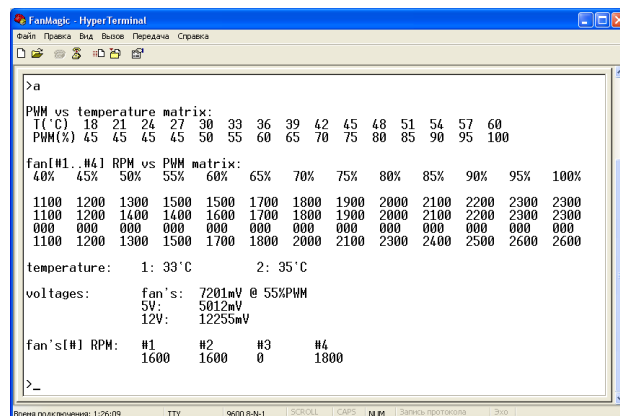 FanMagic - HyperTerminal
Файл Правка Вид Вызов Передача Справка
>a
PWM vs temperature matrix:
T(`C) 18 21 24 27 30 33 36 39 42 45 48 51 54 57 60
PWM(%) 45 45 45 45 50 55 60 65 70 75 80 85 90 95 100
fan[#1..#4] RPM vs PWM matrix:
40% 45% 50% 55% 60% 65% 70% 75% 80% 85% 90% 95% 100%
1100 1200 1300 1500 1500 1700 1800 1900 2000 2100 2200 2300 2300
1100 1200 1400 1400 1600 1700 1800 1900 2000 2100 2200 2300 2300
000 000 000 000 000 000 000 000 000 000 000 000 000
1100 1200 1300 1500 1700 1800 2000 2100 2300 2400 2500 2600 2600
temperature: 1: 33`C 2: 35`C
voltages: fan's: 7201mV @ 55%PWM
5V: 5012mV
12V: 12255mV
fan's[#] RPM: #1 #2 #3 #4
1600 1600 0 1800
>_
Время подключения: 1:26:09 TTY 9600 8-N-1 SCROLL CAPS NUM Запись протокола Эхо